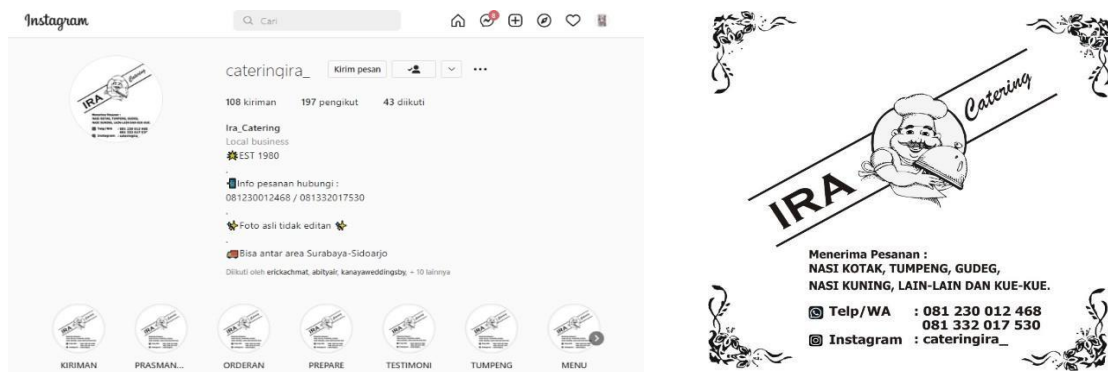 Instagram
Cari
8
cateringira_ Kirim pesan
108 kiriman 197 pengikut 43 diikuti
Ira_Catering
Local business
EST 1980
.
Info pesanan hubungi :
081230012468 / 081332017530
.
Foto asli tidak editan
.
Bisa antar area Surabaya-Sidoarjo
Diikuti oleh erickachmat, abityair, kanayaweddingsby, + 10 lainnya
KIRIMAN PRASMAN... ORDERAN PREPARE TESTIMONI TUMPENG MENU
IRA Catering
Menerima Pesanan :
NASI KOTAK, TUMPENG, GUDEG,
NASI KUNING, LAIN-LAIN DAN KUE-KUE.
Telp/WA : 081 230 012 468
081 332 017 530
Instagram : cateringira_